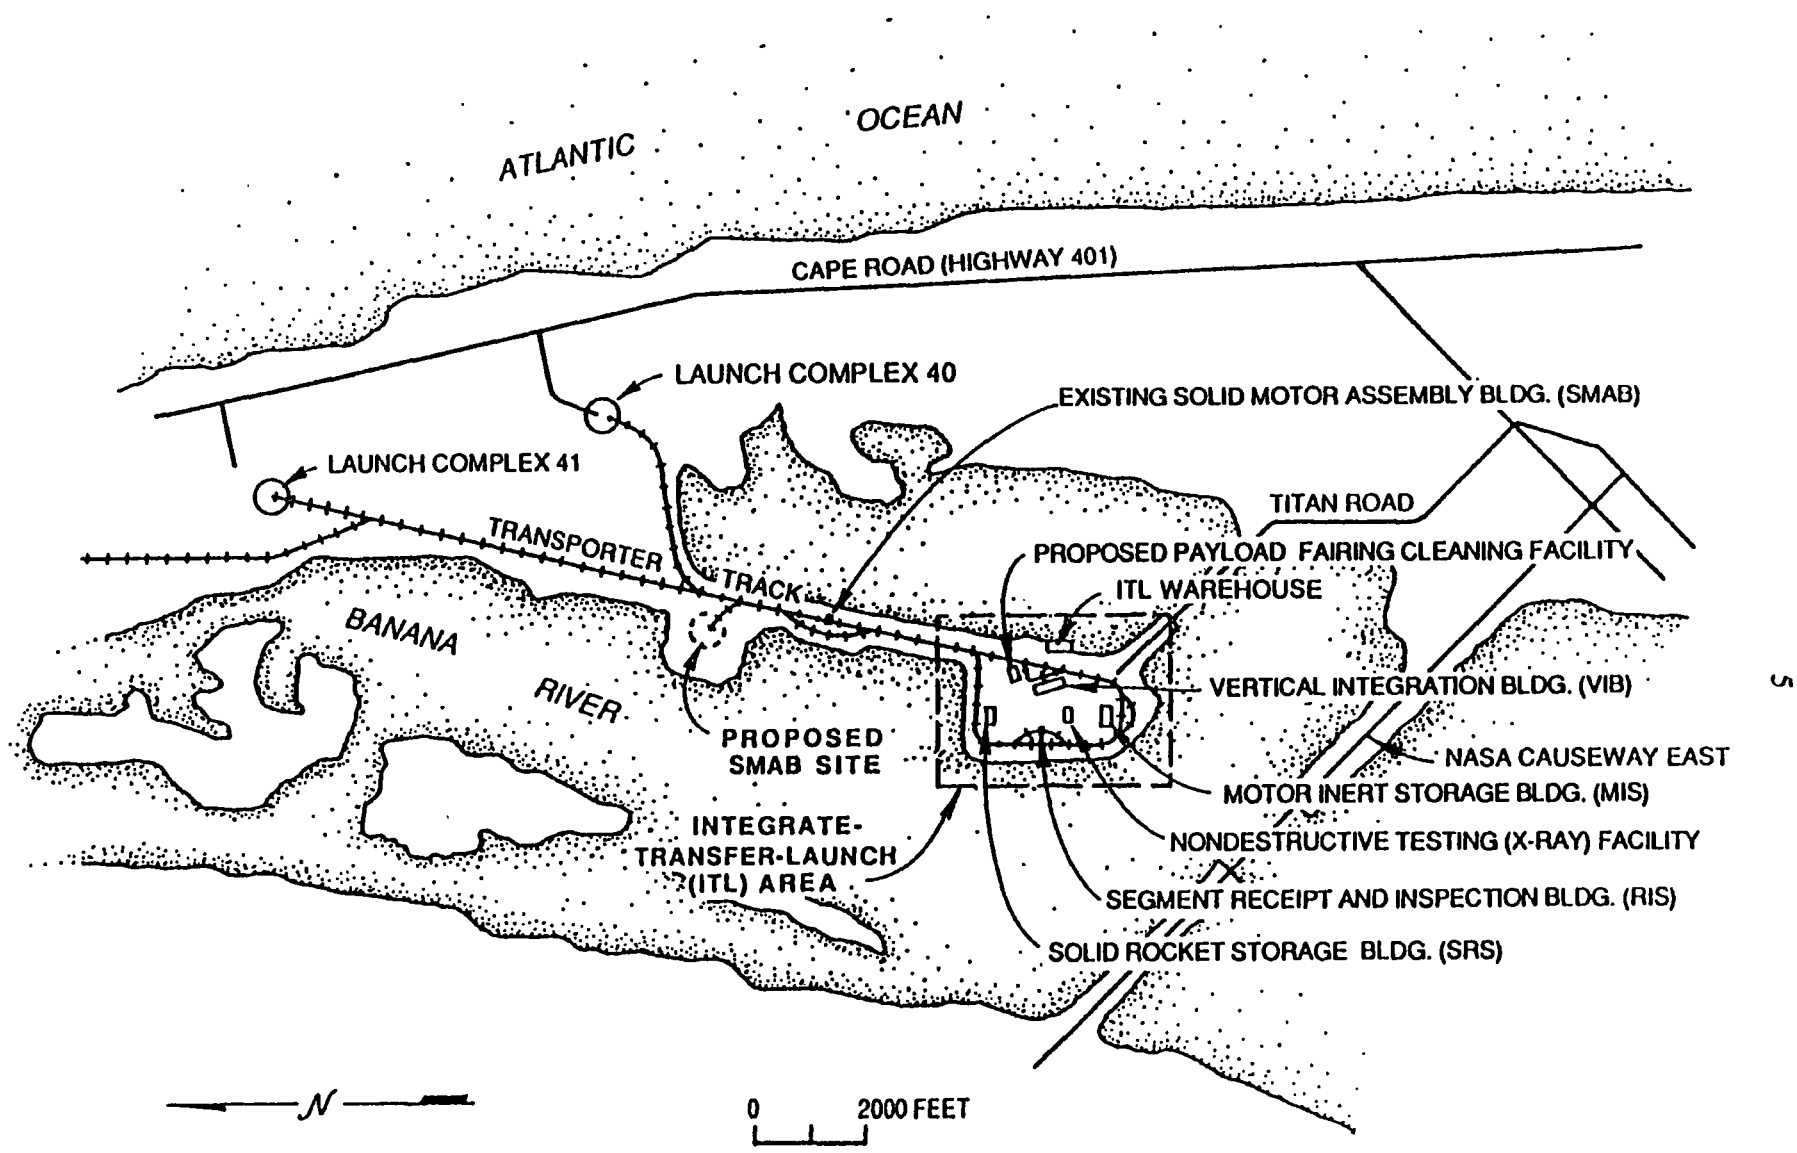 OCEAN
ATLANTIC
CAPE ROAD (HIGHWAY 401)
LAUNCH COMPLEX 40
EXISTING SOLID MOTOR ASSEMBLY BLDG. (SMAB)
LAUNCH COMPLEX 41
TITAN ROAD
TRANSPORTER TRACK
PROPOSED PAYLOAD FAIRING CLEANING FACILITY
ITL WAREHOUSE
BANANA
RIVER
VERTICAL INTEGRATION BLDG. (VIB)
5
PROPOSED
SMAB SITE
NASA CAUSEWAY EAST
MOTOR INERT STORAGE BLDG. (MIS)
INTEGRATE-
TRANSFER-LAUNCH
(ITL) AREA
NONDESTRUCTIVE TESTING (X-RAY) FACILITY
SEGMENT RECEIPT AND INSPECTION BLDG. (RIS)
SOLID ROCKET STORAGE BLDG. (SRS)
N
0 2000 FEET